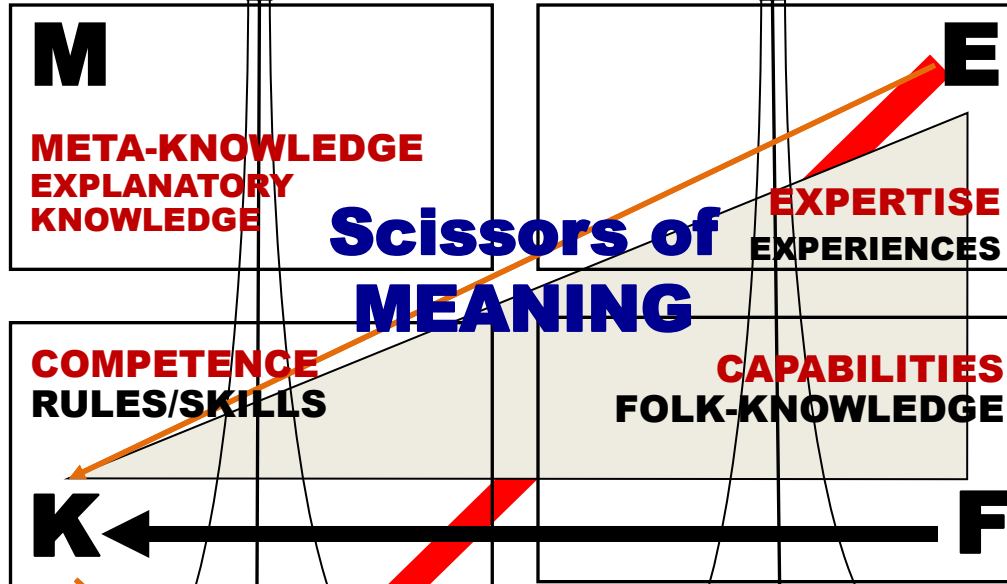 M
E
META-KNOWLEDGE
EXPLANATORY
KNOWLEDGE
Scissors of
MEANING
EXPERTISE
EXPERIENCES
COMPETENCE
RULES/SKILLS
CAPABILITIES
FOLK-KNOWLEDGE
K
F